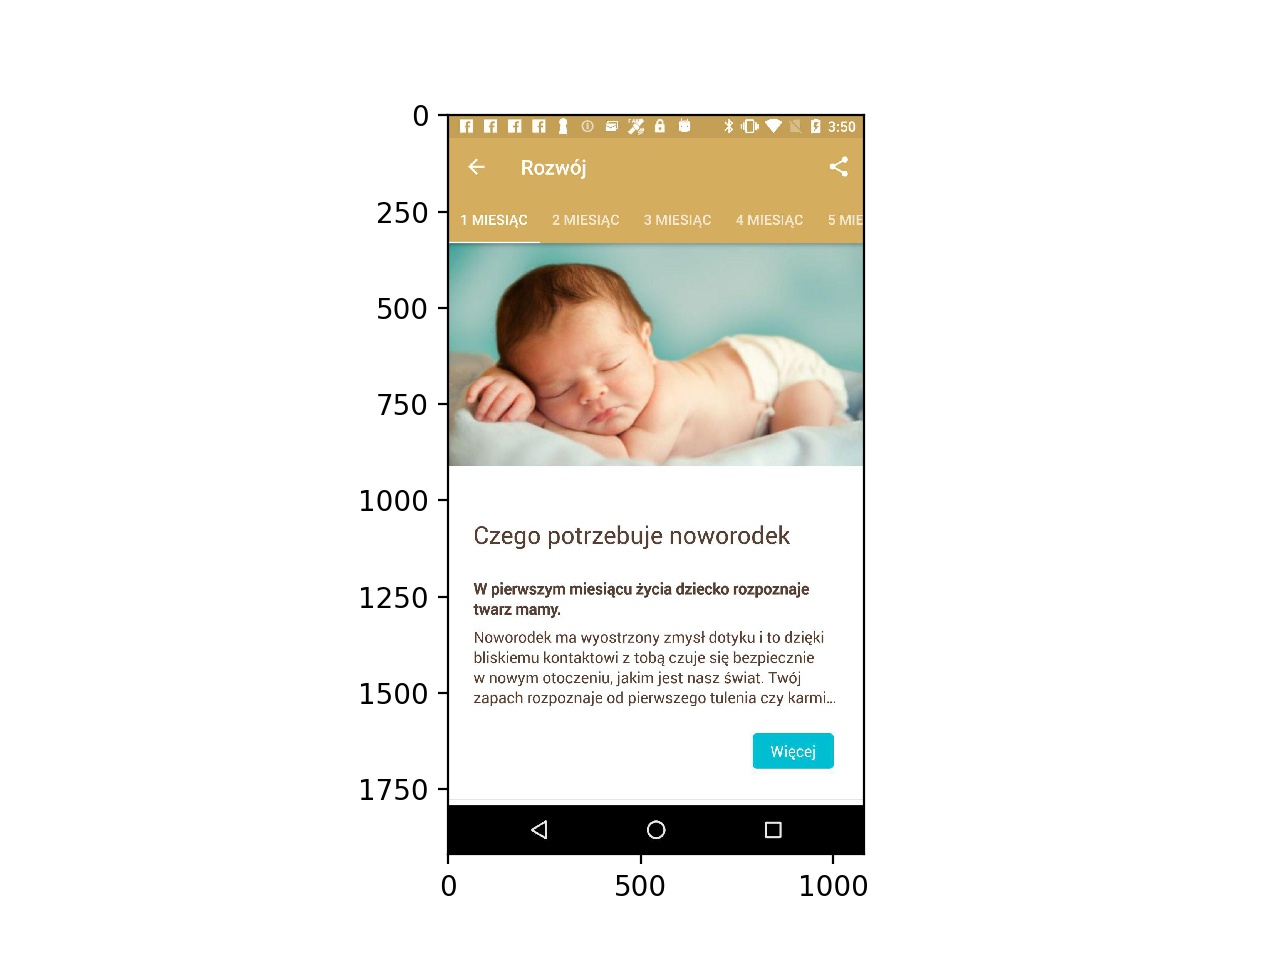 0
250
500
750
1000
1250
1500
1750
3:50
Rozwój
1 MIESIĄC 2 MIESIĄC 3 MIESIĄC 4 MIESIĄC 5 MIE
Czego potrzebuje noworodek
W pierwszym miesiącu życia dziecko rozpoznaje
twarz mamy.
Noworodek ma wyostrzony zmysł dotyku i to dzięki
bliskiemu kontaktowi z tobą czuje się bezpiecznie
w nowym otoczeniu, jakim jest nasz świat. Twój
zapach rozpoznaje od pierwszego tulenia czy karmi...
Więcej
0 500 1000